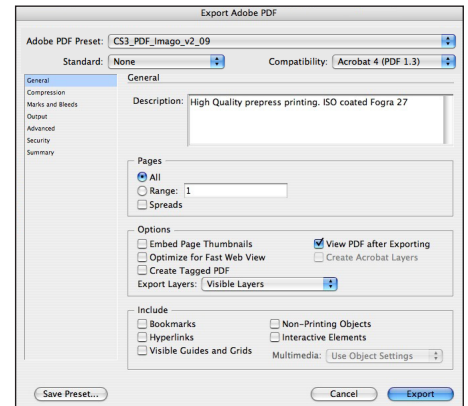 Export Adobe PDF
Adobe PDF Preset: CS3_PDF_Imago_v2_09
Standard: None Compatibility: Acrobat 4 (PDF 1.3)
General
Compression
Marks and Bleeds
Output
Advanced
Security
Summary
General
Description: High Quality prepress printing. ISO coated Fogra 27
Pages
All
Range: 1
Spreads
Options
Embed Page Thumbnails View PDF after Exporting
Optimize for Fast Web View Create Acrobat Layers
Create Tagged PDF
Export Layers: Visible Layers
Include
Bookmarks Non-Printing Objects
Hyperlinks Interactive Elements
Visible Guides and Grids Multimedia: Use Object Settings
Save Preset... Cancel Export